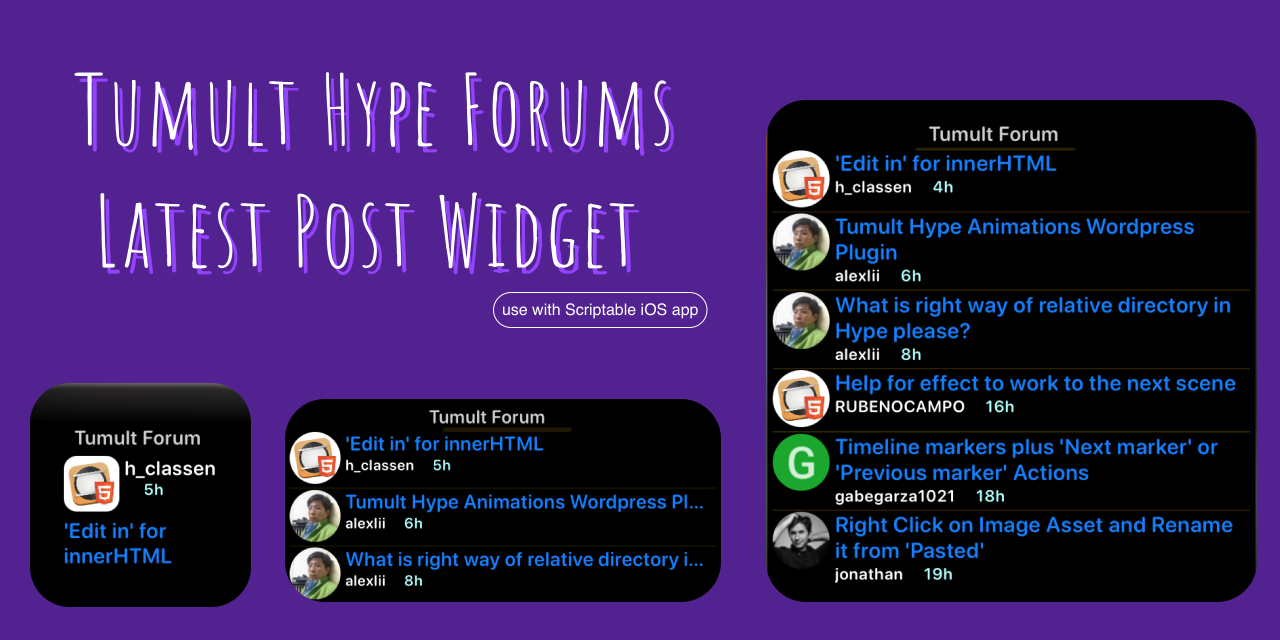 Tumult Hype Forums
Latest Post Widget
use with Scriptable iOS app
Tumult Forum
h_classen
5h
'Edit in' for
innerHTML
Tumult Forum
'Edit in' for innerHTML
h_classen 5h
Tumult Hype Animations Wordpress Pl...
alexlii 6h
What is right way of relative directory i...
alexlii 8h
Tumult Forum
'Edit in' for innerHTML
h_classen 4h
Tumult Hype Animations Wordpress
Plugin
alexlii 6h
What is right way of relative directory in
Hype please?
alexlii 8h
Help for effect to work to the next scene
RUBENOCAMPO 16h
G
Timeline markers plus 'Next marker' or
'Previous marker' Actions
gabegarza1021 18h
Right Click on Image Asset and Rename
it from 'Pasted'
jonathan 19h